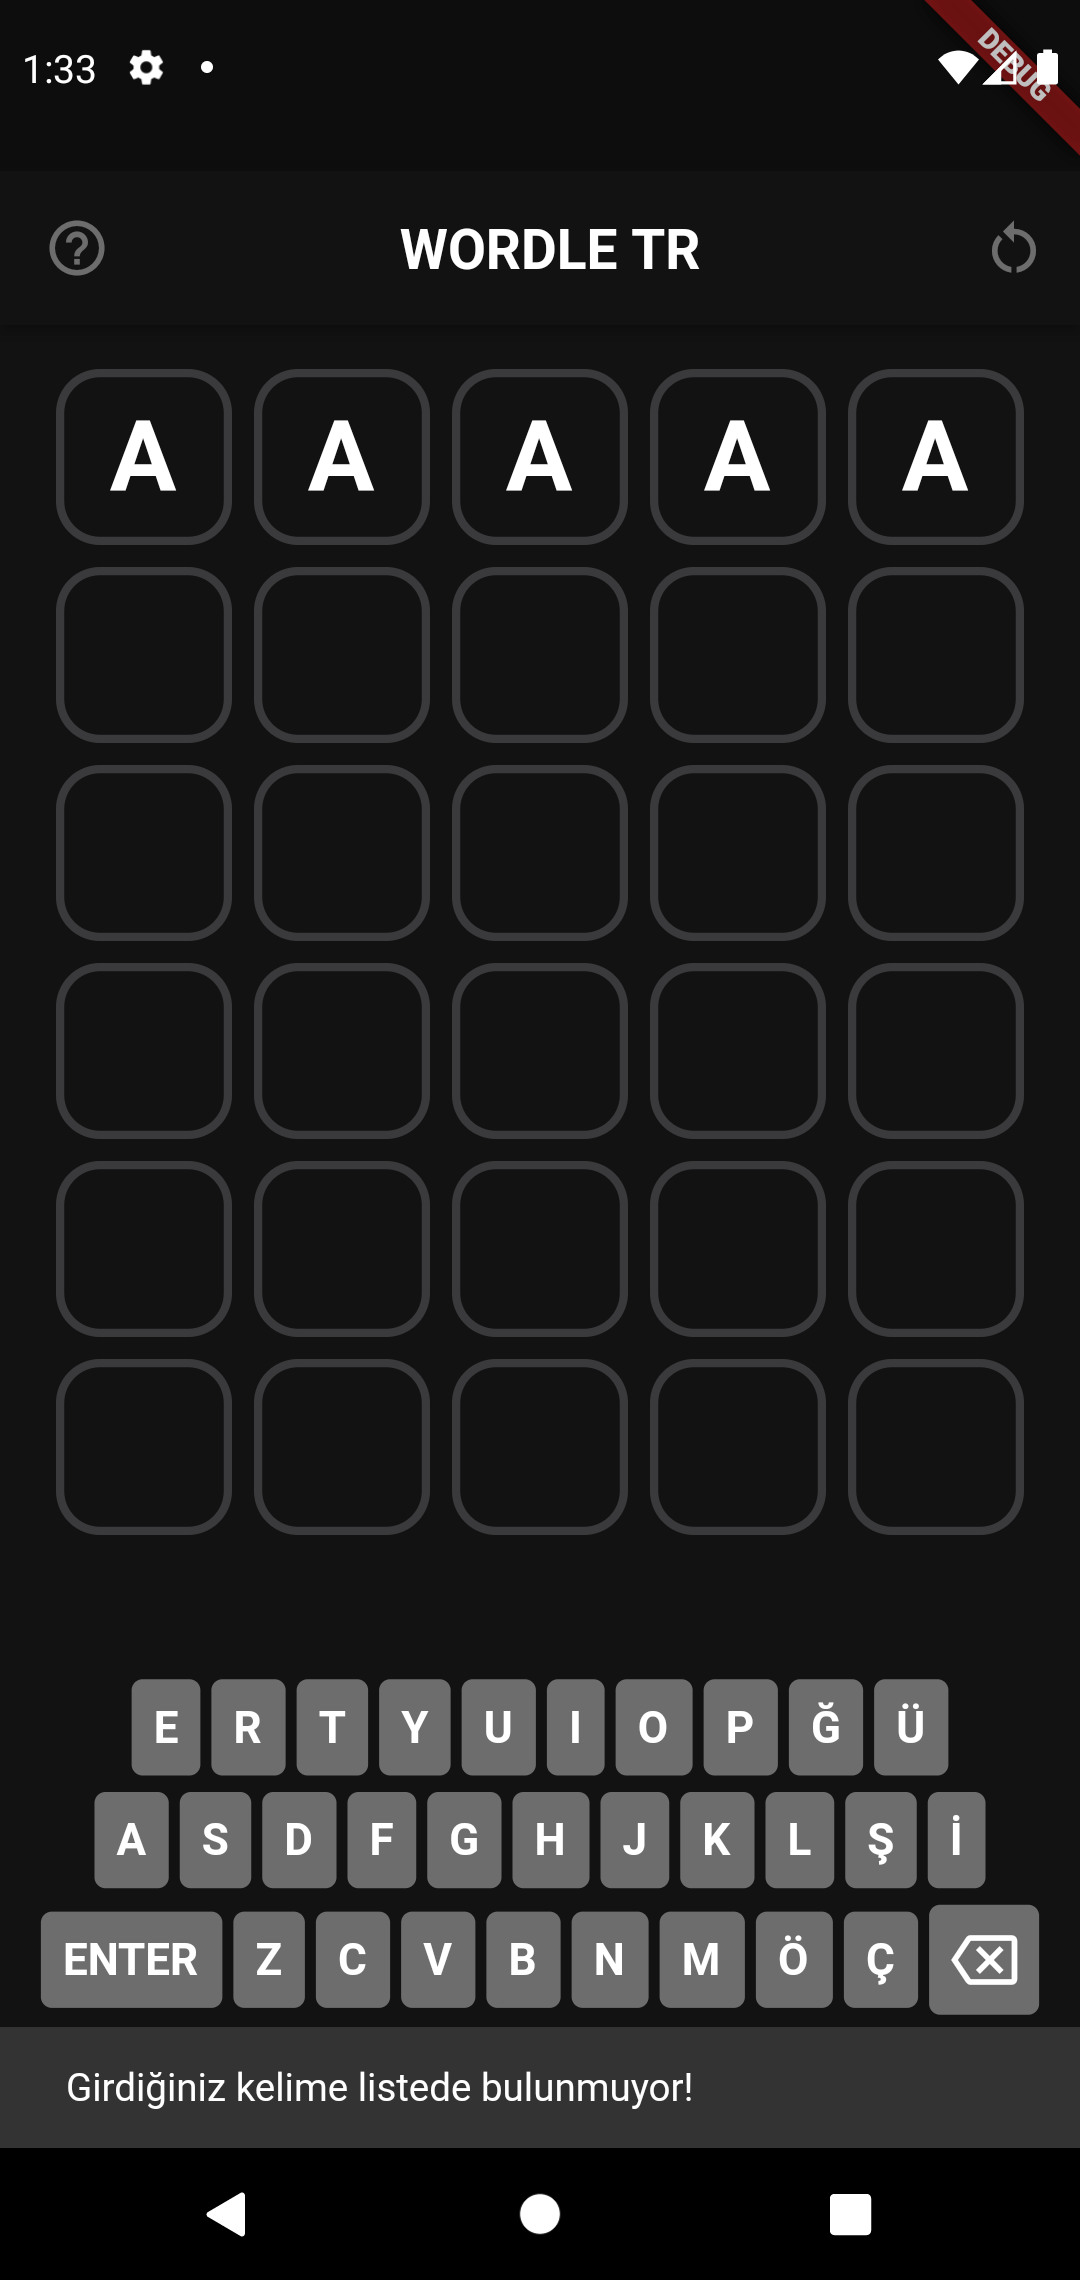 1:33
DEBUG
WORDLE TR
A A A A A
E R T Y U I O P Ğ Ü
A S D F G H J K L Ş İ
ENTER Z C V B N M Ö Ç
Girdiğiniz kelime listede bulunmuyor!